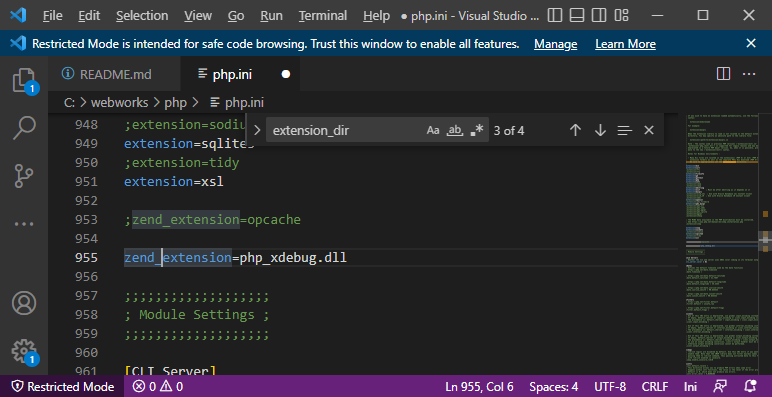 File Edit Selection View Go Run Terminal Help ● php.ini - Visual Studio ...
Restricted Mode is intended for safe code browsing. Trust this window to enable all features. Manage Learn More
README.md php.ini
C: > webworks > php > php.ini
extension_dir Aa ab .* 3 of 4
948 ;extension=sodiu
949 extension=sqlite
950 ;extension=tidy
951 extension=xsl
952
953 ;zend_extension=opcache
954
955 zend_extension=php_xdebug.dll
956
957 ;;;;;;;;;;;;;;;;;;;
958 ; Module Settings ;
959 ;;;;;;;;;;;;;;;;;;;
960
961 [CLI Server]
1
1
Restricted Mode 0 0 Ln 955, Col 6 Spaces: 4 UTF-8 CRLF Ini